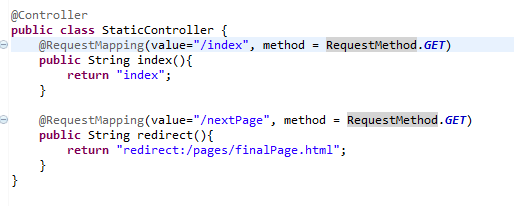 @Controller
public class StaticController {
@RequestMapping(value="/index", method = RequestMethod.GET)
public String index(){
return "index";
}
@RequestMapping(value="/nextPage", method = RequestMethod.GET)
public String redirect(){
return "redirect:/pages/finalPage.html";
}
}